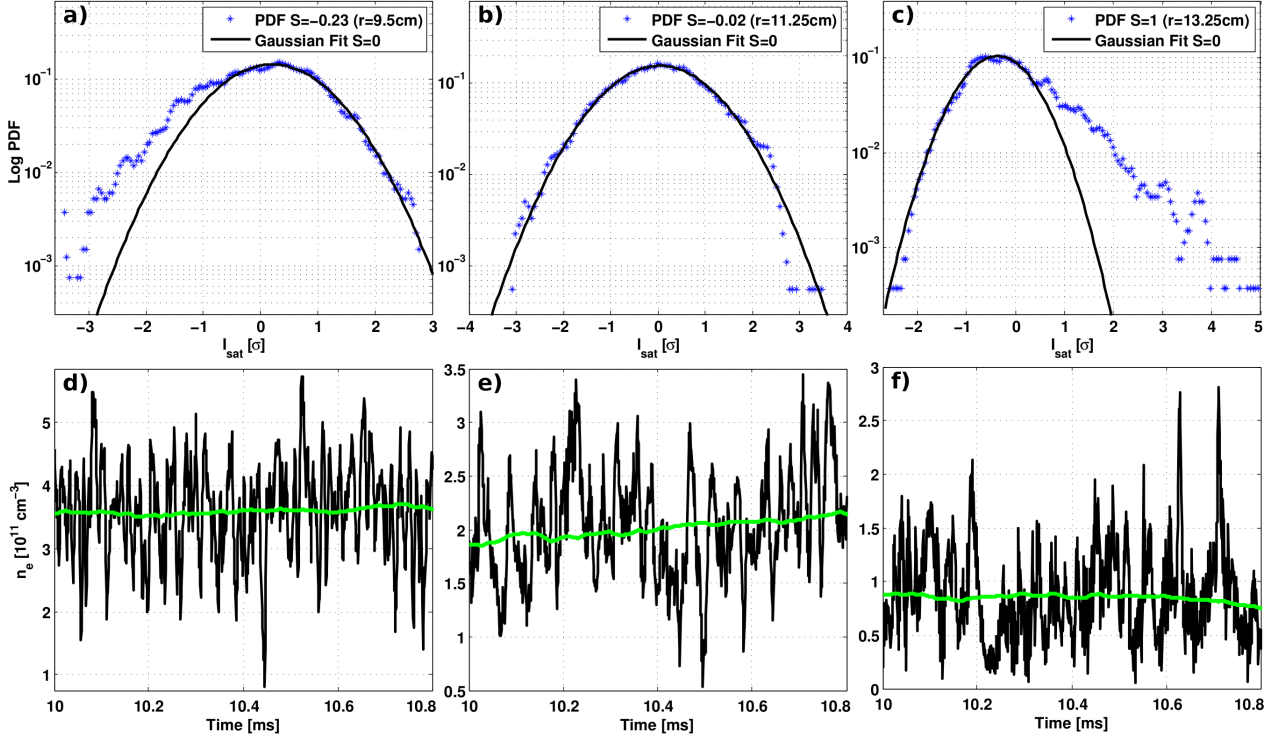 a)
PDF S=−0.23 (r=9.5cm)
Gaussian Fit S=0
Log PDF
10⁻¹
10⁻²
10⁻³
−3 −2 −1 0 1 2 3
I_sat [σ]
b)
PDF S=−0.02 (r=11.25cm)
Gaussian Fit S=0
10⁻¹
10⁻²
10⁻³
−4 −3 −2 −1 0 1 2 3 4
I_sat [σ]
c)
PDF S=1 (r=13.25cm)
Gaussian Fit S=0
10⁻¹
10⁻²
10⁻³
−2 −1 0 1 2 3 4 5
I_sat [σ]
d)
n_e [10¹¹ cm⁻³]
5
4
3
2
1
10 10.2 10.4 10.6 10.8
Time [ms]
e)
3.5
3
2.5
2
1.5
1
0.5
10 10.2 10.4 10.6 10.8
Time [ms]
f)
3
2.5
2
1.5
1
0.5
0
10 10.2 10.4 10.6 10.8
Time [ms]